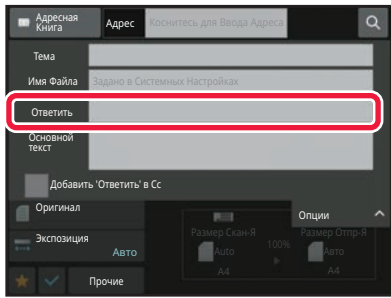 Адресная
Книга
Адрес
Коснитесь для Ввода Адреса
Тема
Имя Файла
Задано в Системных Настройках
Ответить
Основной
текст
Добавить 'Ответить' в Cc
Оригинал
Опции
Экспозиция
Авто
Размер Скан-Я
Auto
A4
100%
Размер Отпр-Я
Авто
A4
Прочие